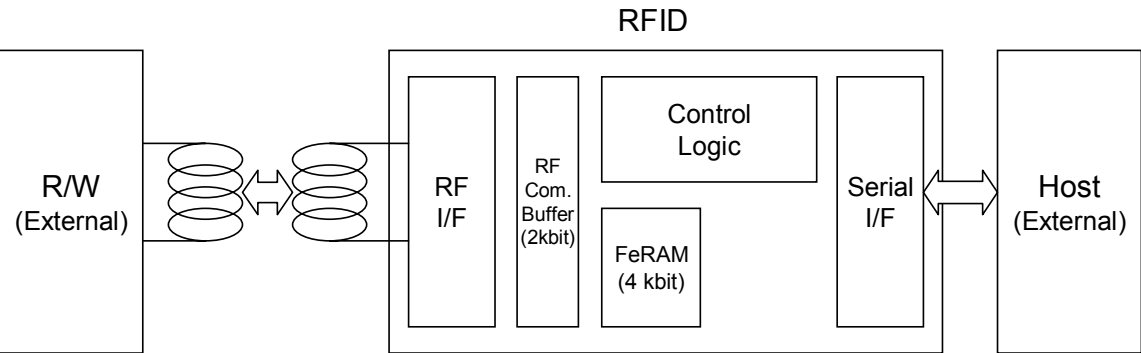 RFID
R/W
(External)
RF
I/F
RF
Com.
Buffer
(2kbit)
Control
Logic
FeRAM
(4 kbit)
Serial
I/F
Host
(External)